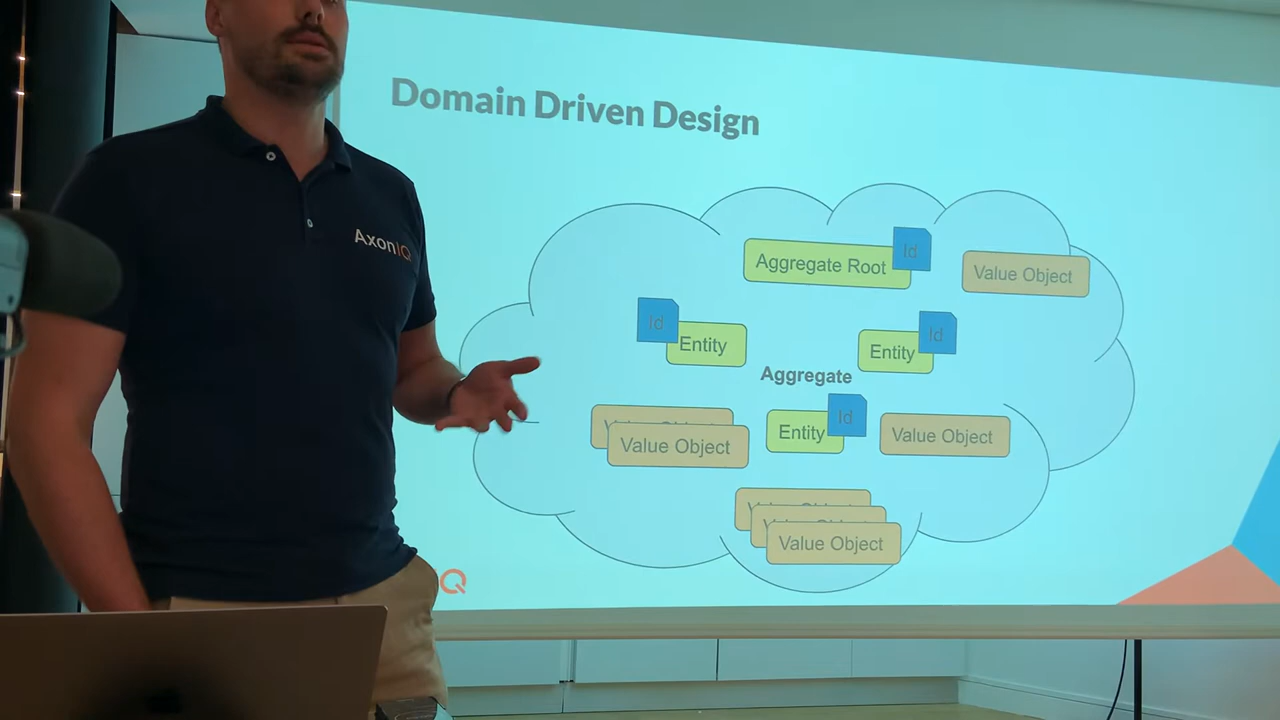 Domain Driven Design
AxonIQ
Aggregate Root
Id
Value Object
Id
Entity
Entity
Id
Aggregate
Value Object
Entity
Id
Value Object
Value Object
Q